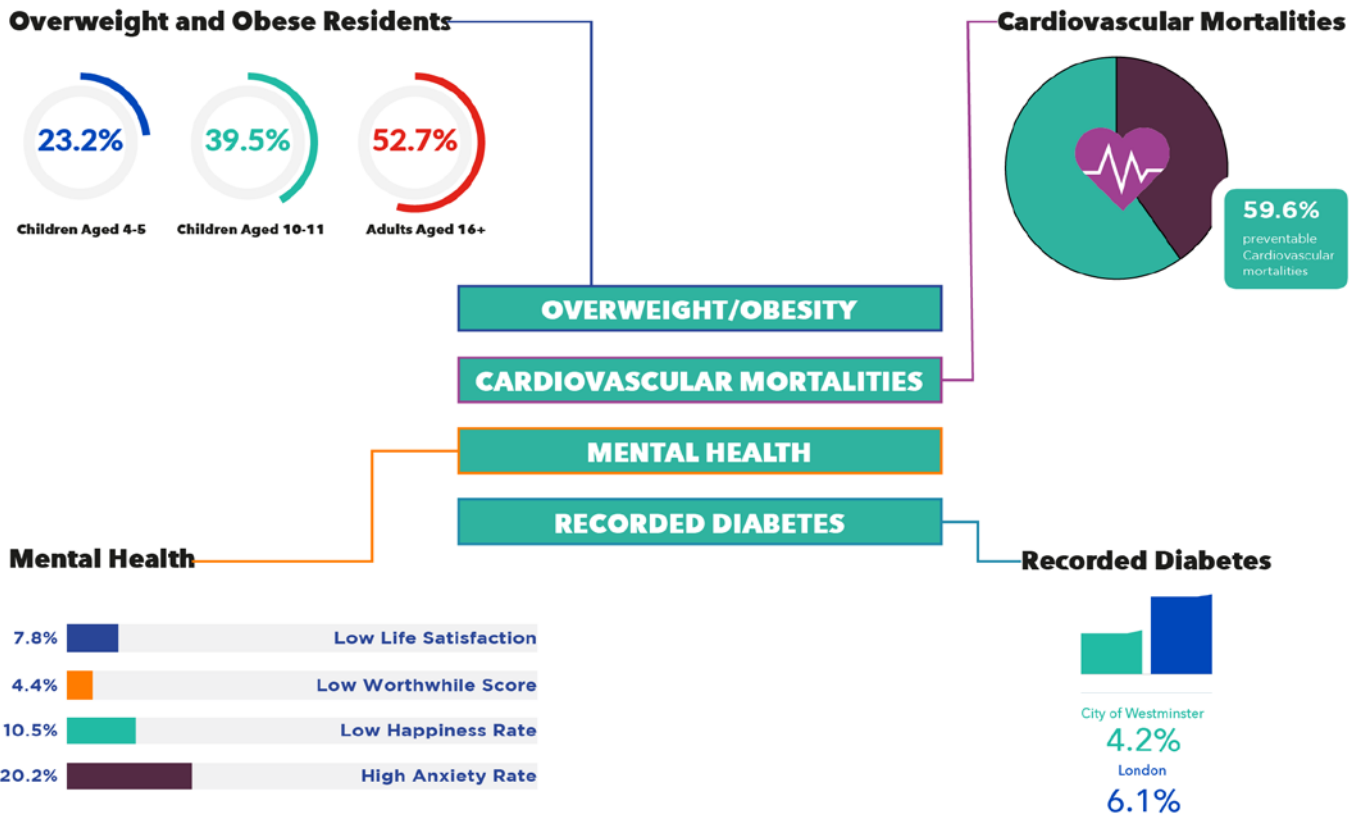 Overweight and Obese Residents
23.2%
39.5%
52.7%
Children Aged 4-5
Children Aged 10-11
Adults Aged 16+
Cardiovascular Mortalities
59.6%
preventable
Cardiovascular
mortalities
OVERWEIGHT/OBESITY
CARDIOVASCULAR MORTALITIES
MENTAL HEALTH
RECORDED DIABETES
Mental Health
7.8% Low Life Satisfaction
4.4% Low Worthwhile Score
10.5% Low Happiness Rate
20.2% High Anxiety Rate
Recorded Diabetes
City of Westminster
4.2%
London
6.1%